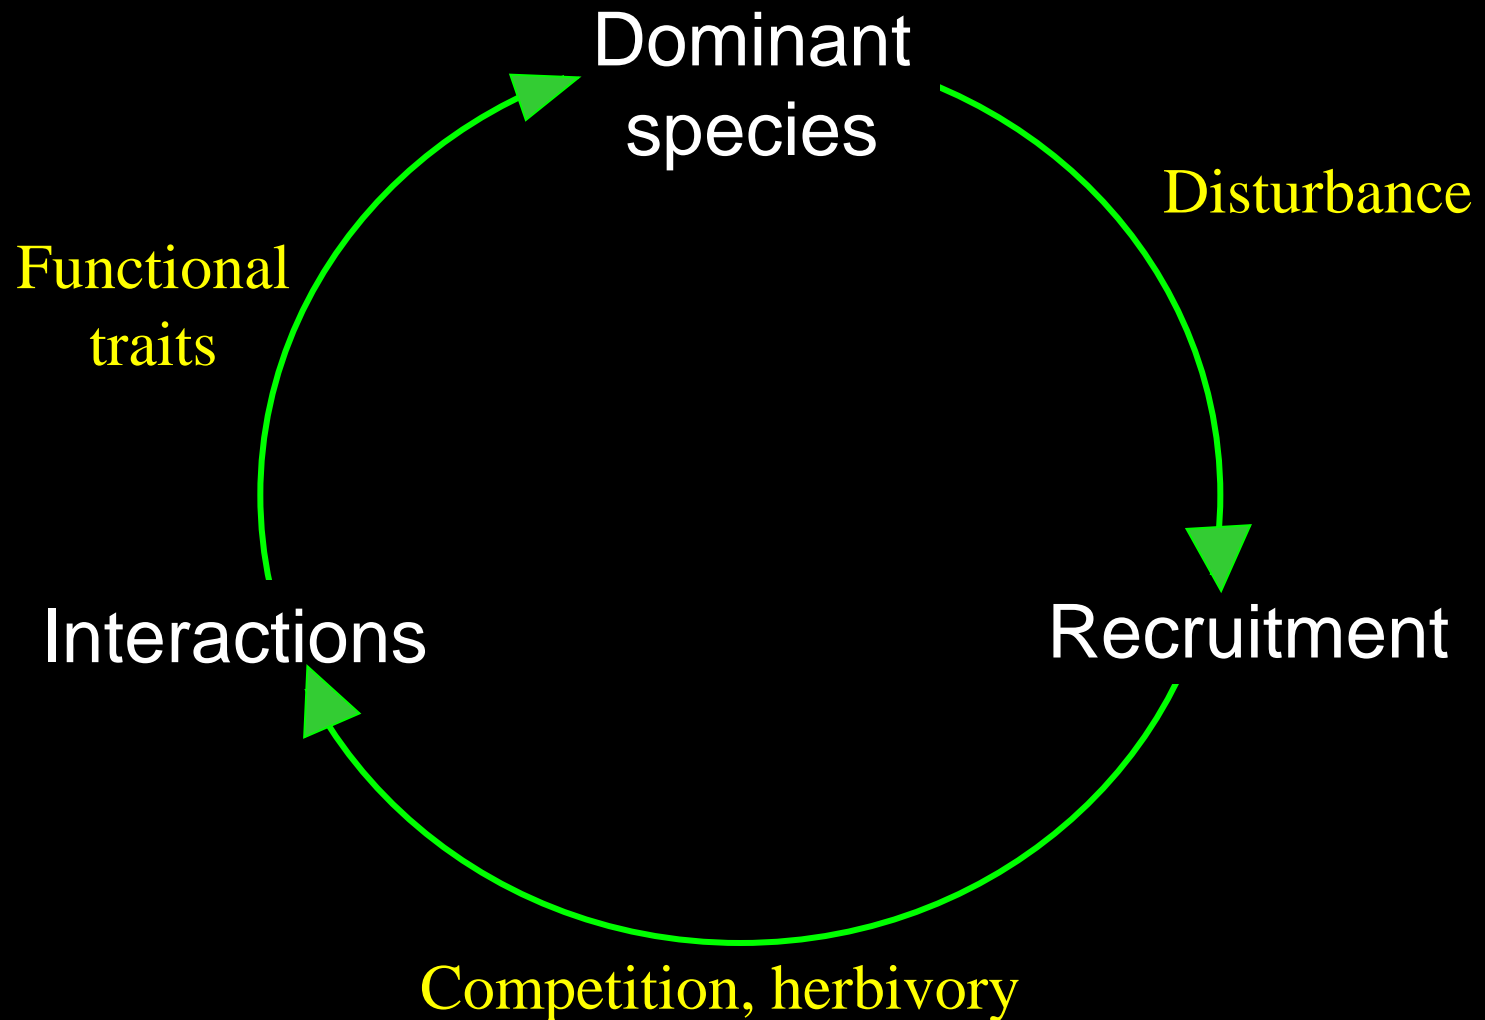 Dominant
species
Disturbance
Functional
traits
Interactions
Recruitment
Competition, herbivory